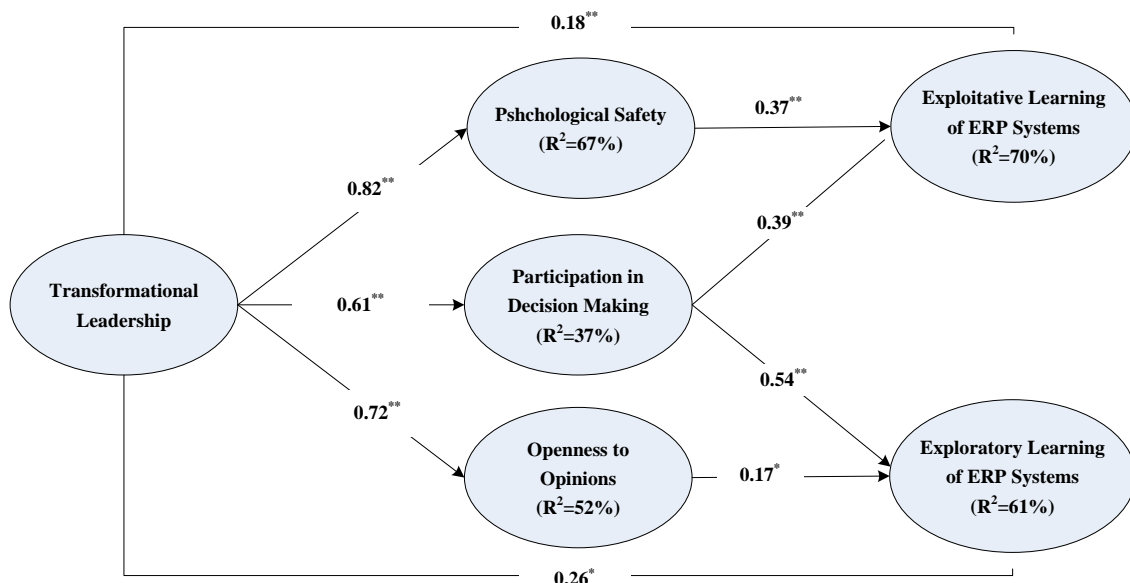 0.18**
Pshchological Safety
(R²=67%)
0.37**
Exploitative Learning
of ERP Systems
(R²=70%)
0.82**
0.39**
Transformational
Leadership
0.61**
Participation in
Decision Making
(R²=37%)
0.54**
0.72**
Openness to
Opinions
(R²=52%)
0.17*
Exploratory Learning
of ERP Systems
(R²=61%)
0.26*